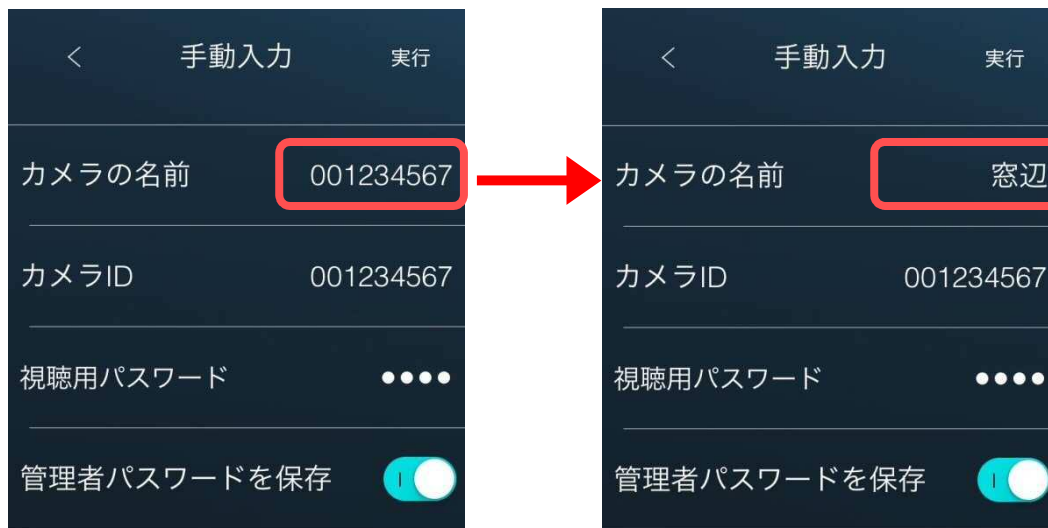 < 手動入力 実行
カメラの名前 001234567
カメラID 001234567
視聴用パスワード ●●●●
管理者パスワードを保存
< 手動入力 実行
カメラの名前 窓辺
カメラID 001234567
視聴用パスワード ●●●●
管理者パスワードを保存